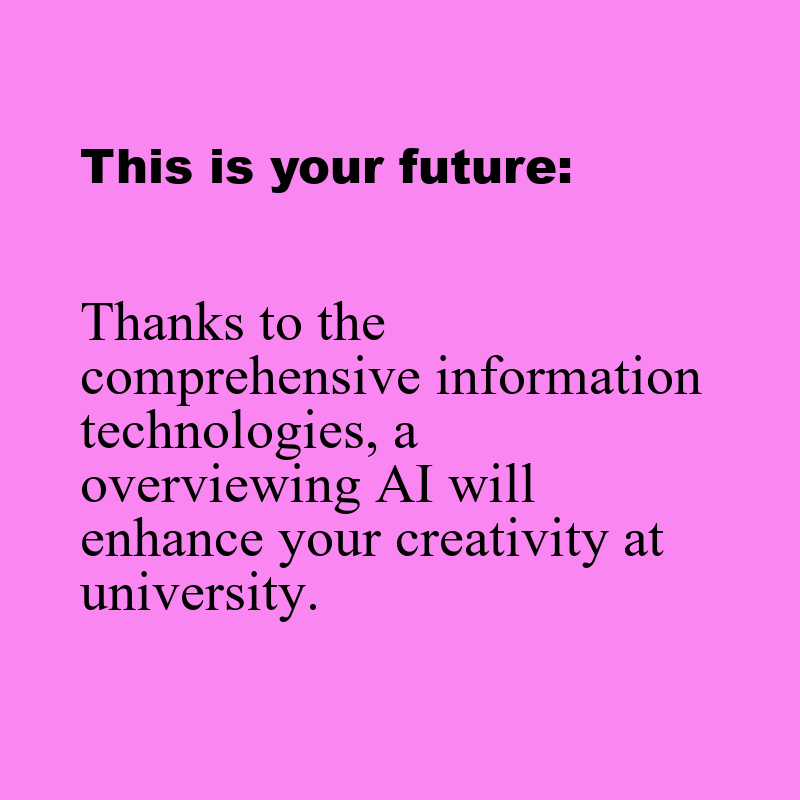 This is your future:
Thanks to the
comprehensive information
technologies, a
overviewing AI will
enhance your creativity at
university.